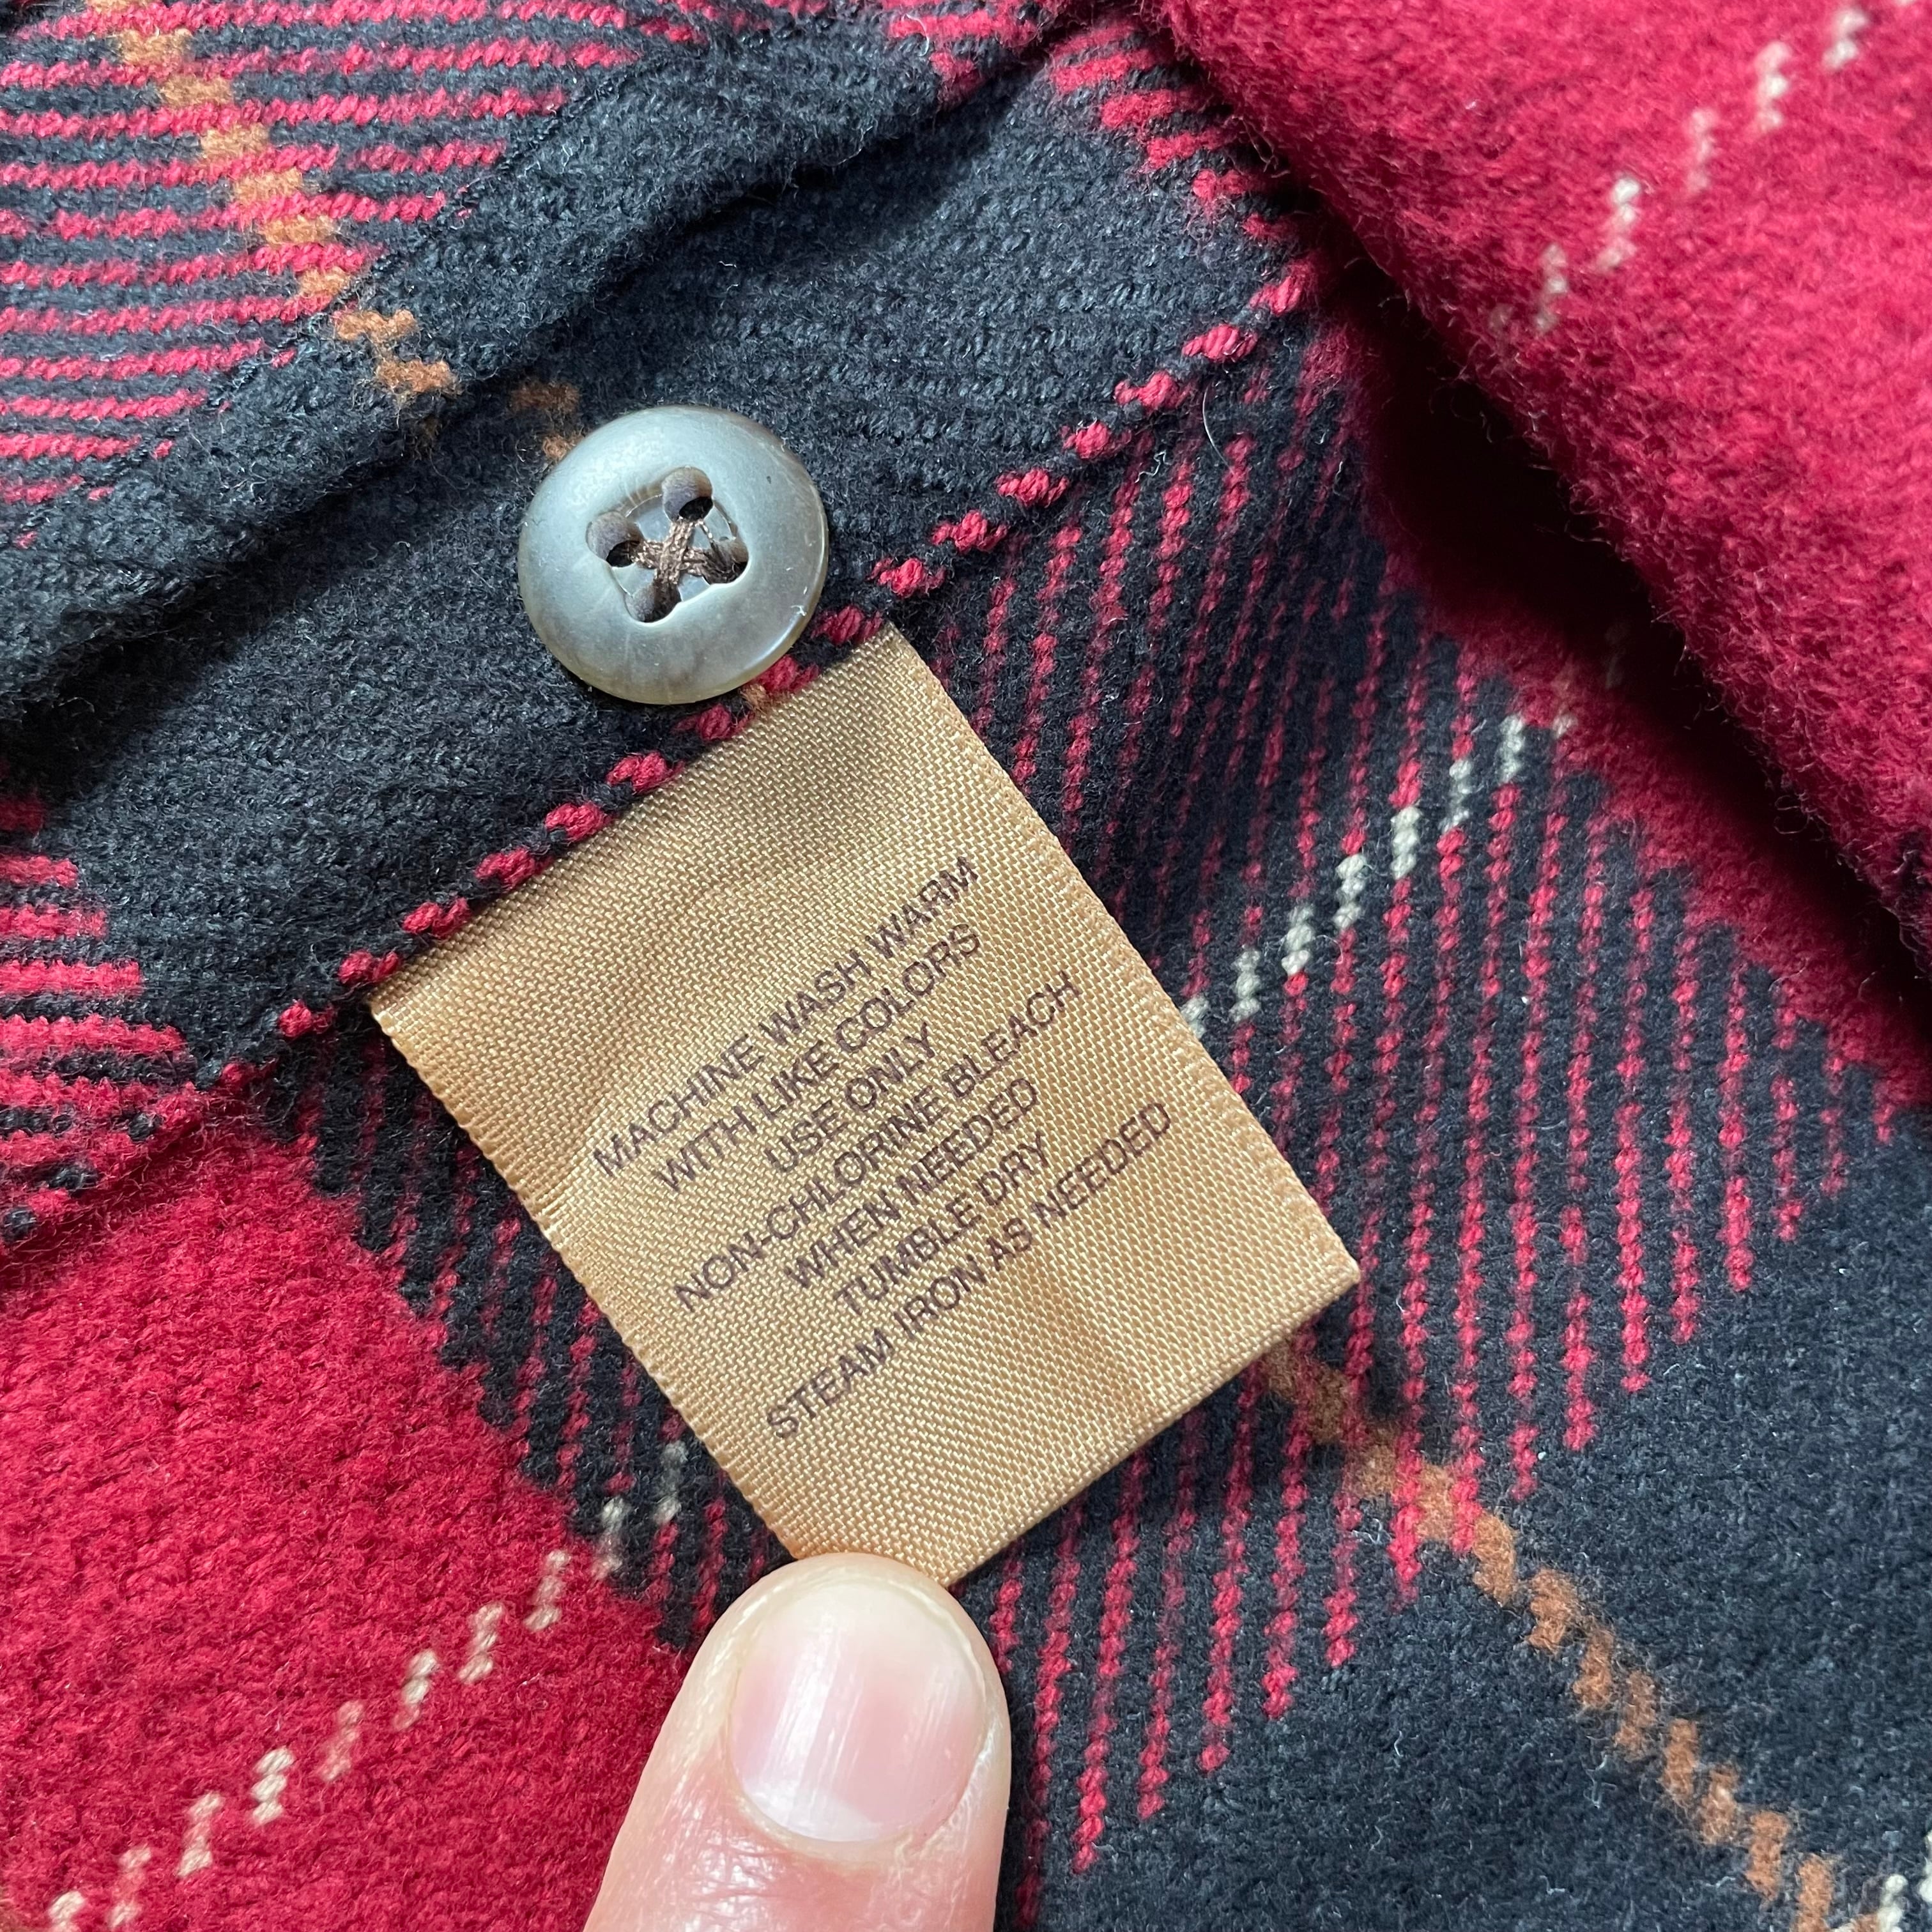 MACHINE WASH WARM
WITH LIKE COLORS
USE ONLY
NON-CHLORINE BLEACH
WHEN NEEDED
TUMBLE DRY
STEAM IRON AS NEEDED